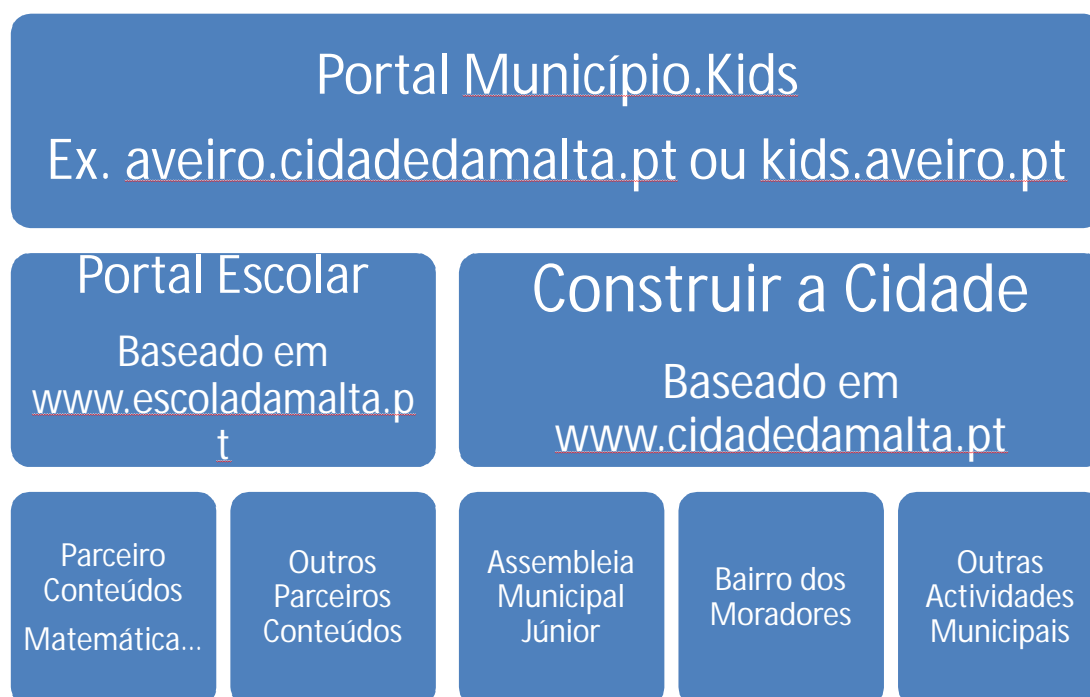 Portal Município.Kids
Ex. aveiro.cidadedamalta.pt ou kids.aveiro.pt
Portal Escolar
Baseado em
www.escoladamalta.p
t
Construir a Cidade
Baseado em
www.cidadedamalta.pt
Parceiro
Conteúdos
Matemática...
Outros
Parceiros
Conteúdos
Assembleia
Municipal
Júnior
Bairro dos
Moradores
Outras
Actividades
Municipais